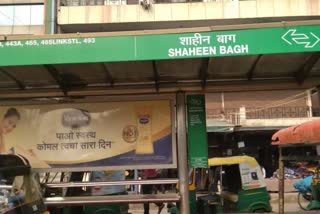 443A, 465, 465LINKSTL, 493
शाहीन बाग
SHAHEEN BAGH
पाओ स्वस्थ
कोमल त्वचा सारा दिन